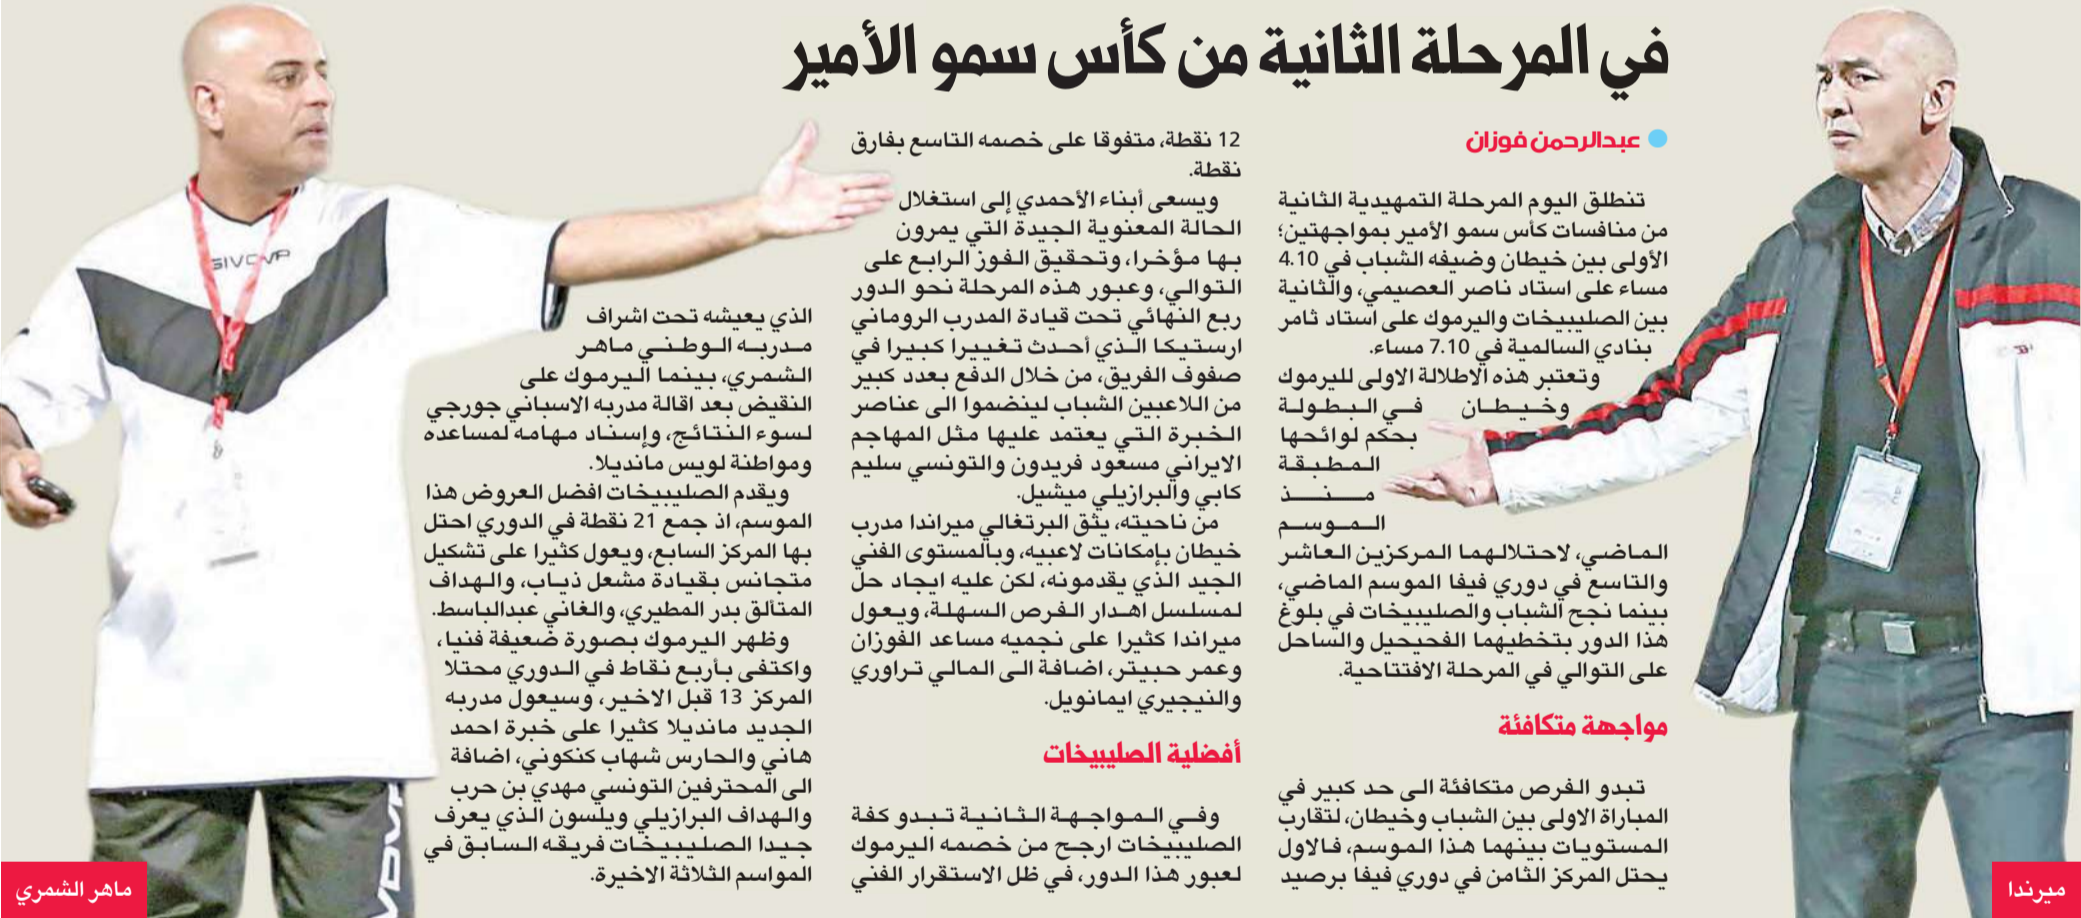 في المرحلة الثانية من كأس سمو الأمير
عبدالرحمن فوزان
تنطلق اليوم المرحلة التمهيدية الثانية
من منافسات كأس سمو الأمير بمواجهتين؛
الأولى بين خيطان وضيفه الشباب في 4.10
مساء على استاد ناصر العصيمي، والثانية
بين الصليبيخات واليرموك على استاد ثامر
بنادي السالمية في 7.10 مساء.
وتعتبر هذه الاطلالة الاولى لليرموك
وخيطان في البطولة
بحكم لوائحها
المطبقة
منذ
الموسم
الماضي، لاحتلالهما المركزين العاشر
والتاسع في دوري فيفا الموسم الماضي،
بينما نجح الشباب والصليبيخات في بلوغ
هذا الدور بتخطيهما الفحيحيل والساحل
على التوالي في المرحلة الافتتاحية.
مواجهة متكافئة
تبدو الفرص متكافئة الى حد كبير في
المباراة الاولى بين الشباب وخيطان، لتقارب
المستويات بينهما هذا الموسم، فالاول
يحتل المركز الثامن في دوري فيفا برصيد
12 نقطة، متفوقا على خصمه التاسع بفارق
نقطة.
ويسعى أبناء الأحمدي إلى استغلال
الحالة المعنوية الجيدة التي يمرون
بها مؤخرا، وتحقيق الفوز الرابع على
التوالي، وعبور هذه المرحلة نحو الدور
ربع النهائي تحت قيادة المدرب الروماني
ارستيكا الذي أحدث تغييرا كبيرا في
صفوف الفريق، من خلال الدفع بعدد كبير
من اللاعبين الشباب لينضموا الى عناصر
الخبرة التي يعتمد عليها مثل المهاجم
الايراني مسعود فريدون والتونسي سليم
كابي والبرازيلي ميشيل.
من ناحيته، يثق البرتغالي ميراندا مدرب
خيطان بإمكانات لاعبيه، وبالمستوى الفني
الجيد الذي يقدمونه، لكن عليه ايجاد حل
لمسلسل اهدار الفرص السهلة، ويعول
ميراندا كثيرا على نجميه مساعد الفوزان
وعمر حبيتر، اضافة الى المالي تراوري
والنيجيري ايمانويل.
أفضلية الصليبيخات
وفي المواجهة الثانية تبدو كفة
الصليبيخات ارجح من خصمه اليرموك
لعبور هذا الدور، في ظل الاستقرار الفني
الذي يعيشه تحت اشراف
مدربه الوطني ماهر
الشمري، بينما اليرموك على
النقيض بعد اقالة مدربه الاسباني جورجي
لسوء النتائج، وإسناد مهامه لمساعده
ومواطنة لويس مانديلا.
ويقدم الصليبيخات افضل العروض هذا
الموسم، اذ جمع 21 نقطة في الدوري احتل
بها المركز السابع، ويعول كثيرا على تشكيل
متجانس بقيادة مشعل ذياب، والهداف
المتألق بدر المطيري، والغاني عبدالباسط.
وظهر اليرموك بصورة ضعيفة فنيا،
واكتفى بأربع نقاط في الدوري محتلا
المركز 13 قبل الاخير، وسيعول مدربه
الجديد مانديلا كثيرا على خبرة احمد
هاني والحارس شهاب كنكوني، اضافة
الى المحترفين التونسي مهدي بن حرب
والهداف البرازيلي ويلسون الذي يعرف
جيدا الصليبيخات فريقه السابق في
المواسم الثلاثة الاخيرة.
GIVOVA
ميرندا
ماهر الشمري